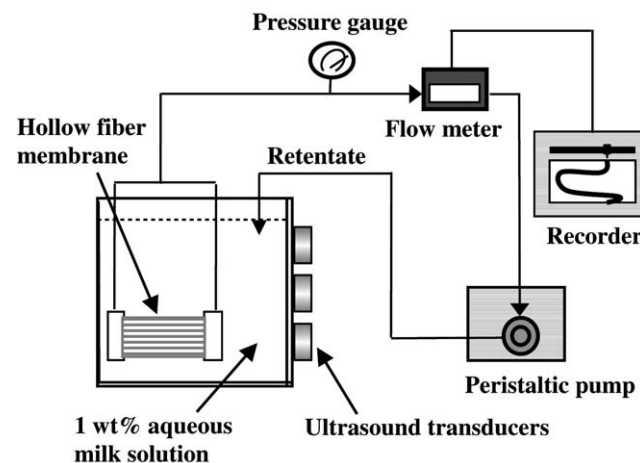 Pressure gauge
Hollow fiber
membrane
Flow meter
Retentate
Recorder
Peristaltic pump
1 wt% aqueous
milk solution
Ultrasound transducers